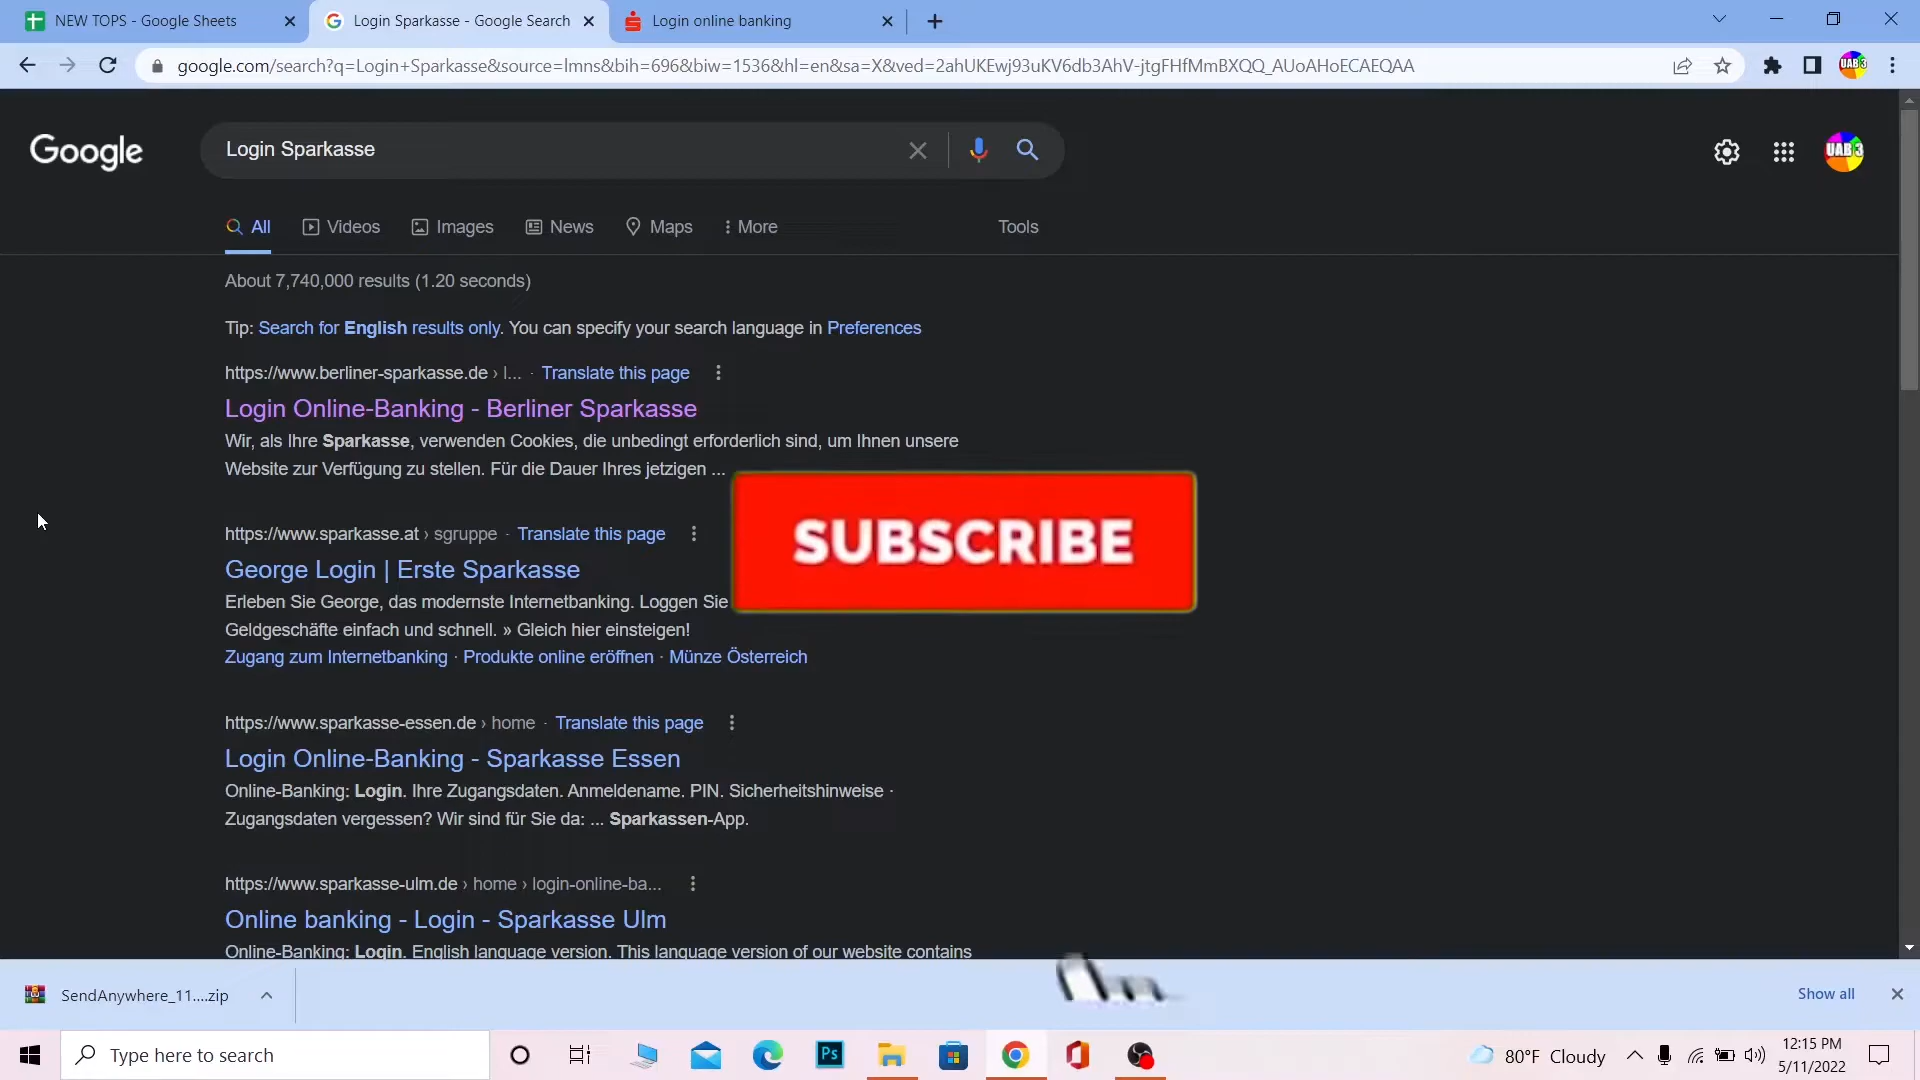 NEW TOPS - Google Sheets
Login Sparkasse - Google Search
Login online banking
google.com/search?q=Login+Sparkasse&source=lmns&bih=696&biw=1536&hl=en&sa=X&ved=2ahUKEwj93uKV6db3AhV-jtgFHfMmBXQQ_AUoAHoECAEQAA
UAB 3
Google
Login Sparkasse
UAB 3
All
Videos
Images
News
Maps
More
Tools
About 7,740,000 results (1.20 seconds)
Tip: Search for English results only. You can specify your search language in Preferences
https://www.berliner-sparkasse.de › l... · Translate this page
Login Online-Banking - Berliner Sparkasse
Wir, als Ihre Sparkasse, verwenden Cookies, die unbedingt erforderlich sind, um Ihnen unsere
Website zur Verfügung zu stellen. Für die Dauer Ihres jetzigen ...
SUBSCRIBE
https://www.sparkasse.at › sgruppe · Translate this page
George Login | Erste Sparkasse
Erleben Sie George, das modernste Internetbanking. Loggen Sie
Geldgeschäfte einfach und schnell. » Gleich hier einsteigen!
Zugang zum Internetbanking · Produkte online eröffnen · Münze Österreich
https://www.sparkasse-essen.de › home · Translate this page
Login Online-Banking - Sparkasse Essen
Online-Banking: Login. Ihre Zugangsdaten. Anmeldename. PIN. Sicherheitshinweise ·
Zugangsdaten vergessen? Wir sind für Sie da: ... Sparkassen-App.
https://www.sparkasse-ulm.de › home › login-online-ba...
Online banking - Login - Sparkasse Ulm
Online-Banking: Login. English language version. This language version of our website contains
SendAnywhere_11....zip
Show all
Type here to search
Ps
80°F Cloudy
12:15 PM
5/11/2022